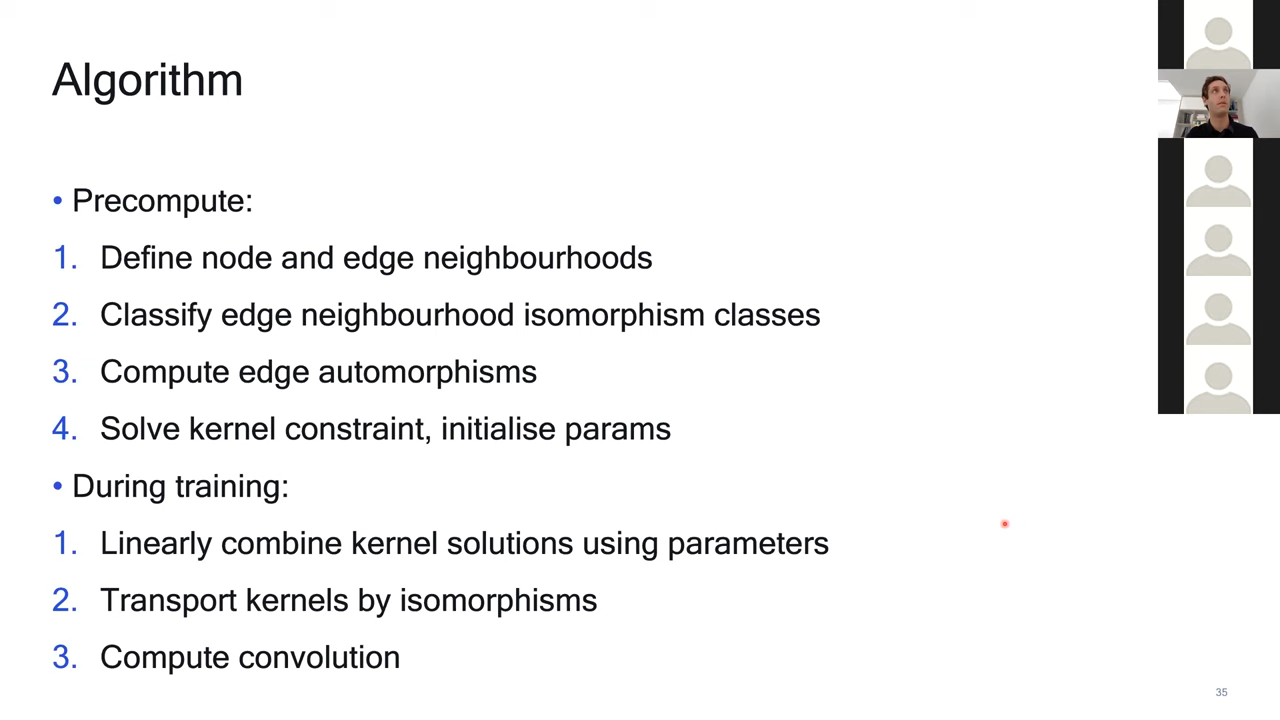 Algorithm
• Precompute:
1. Define node and edge neighbourhoods
2. Classify edge neighbourhood isomorphism classes
3. Compute edge automorphisms
4. Solve kernel constraint, initialise params
• During training:
1. Linearly combine kernel solutions using parameters
2. Transport kernels by isomorphisms
3. Compute convolution
35